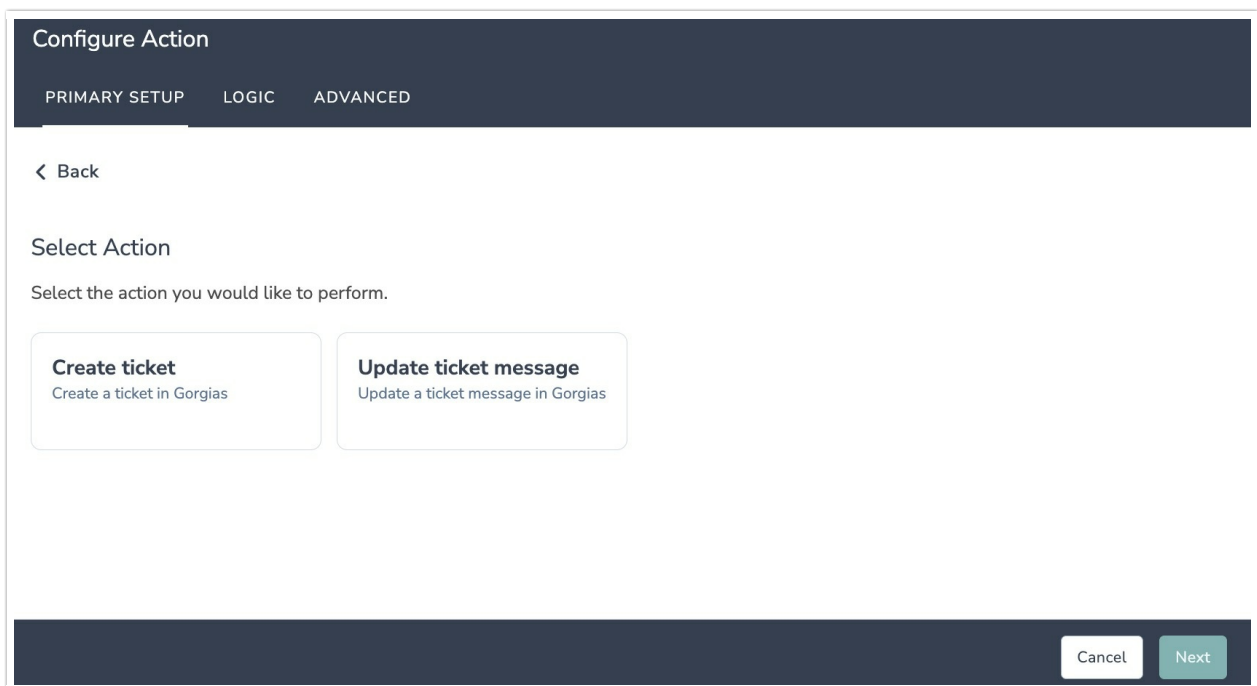 Configure Action
PRIMARY SETUP LOGIC ADVANCED
Back
Select Action
Select the action you would like to perform.
Create ticket
Create a ticket in Gorgias
Update ticket message
Update a ticket message in Gorgias
Cancel Next